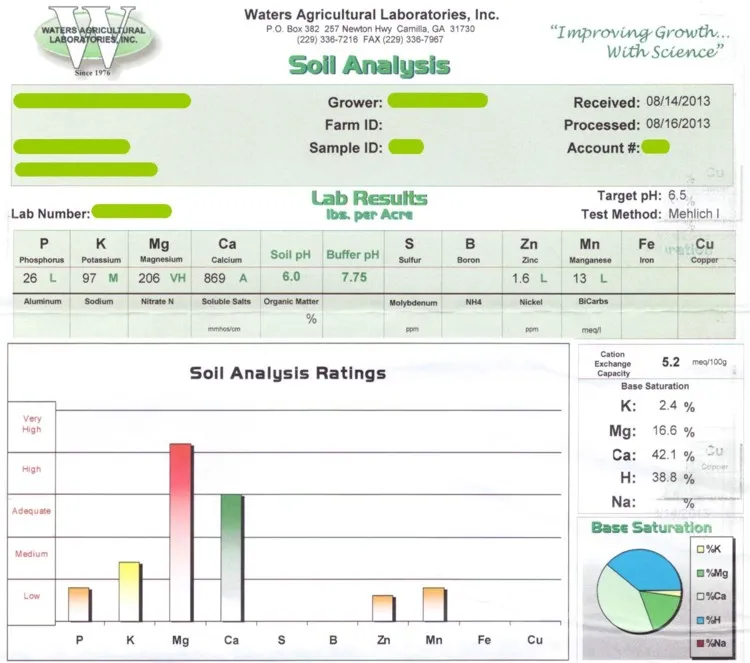 WATERS AGRICULTURAL
LABORATORIES, INC.
W
Since 1976
Waters Agricultural Laboratories, Inc.
P.O. Box 382 257 Newton Hwy Camilla, GA 31730
(229) 336-7216 FAX (229) 336-7967
"Improving Growth...
With Science"
Soil Analysis
Grower:
Received: 08/14/2013
Farm ID:
Processed: 08/16/2013
Sample ID:
Account #:
Lab Results
lbs. per Acre
Target pH: 6.5
Lab Number:
Test Method: Mehlich I
P K Mg Ca Soil pH Buffer pH S B Zn Mn Fe Cu
Phosphorus Potassium Magnesium Calcium Sulfur Boron Zinc Manganese Iron Copper
26 L 97 M 206 VH 869 A 6.0 7.75 1.6 L 13 L
Aluminum Sodium Nitrate N Soluble Salts Organic Matter Molybdenum NH4 Nickel BiCarbs
%
mmhos/cm ppm ppm meq/l
Soil Analysis Ratings
Very
High
High
Adequate
Medium
Low
P K Mg Ca S B Zn Mn Fe Cu
Cation
Exchange
Capacity
5.2 meq/100g
Base Saturation
K: 2.4 %
Mg: 16.6 %
Ca: 42.1 %
H: 38.8 %
Na: %
Cu
Copper
Base Saturation
%K
%Mg
%Ca
%H
%Na